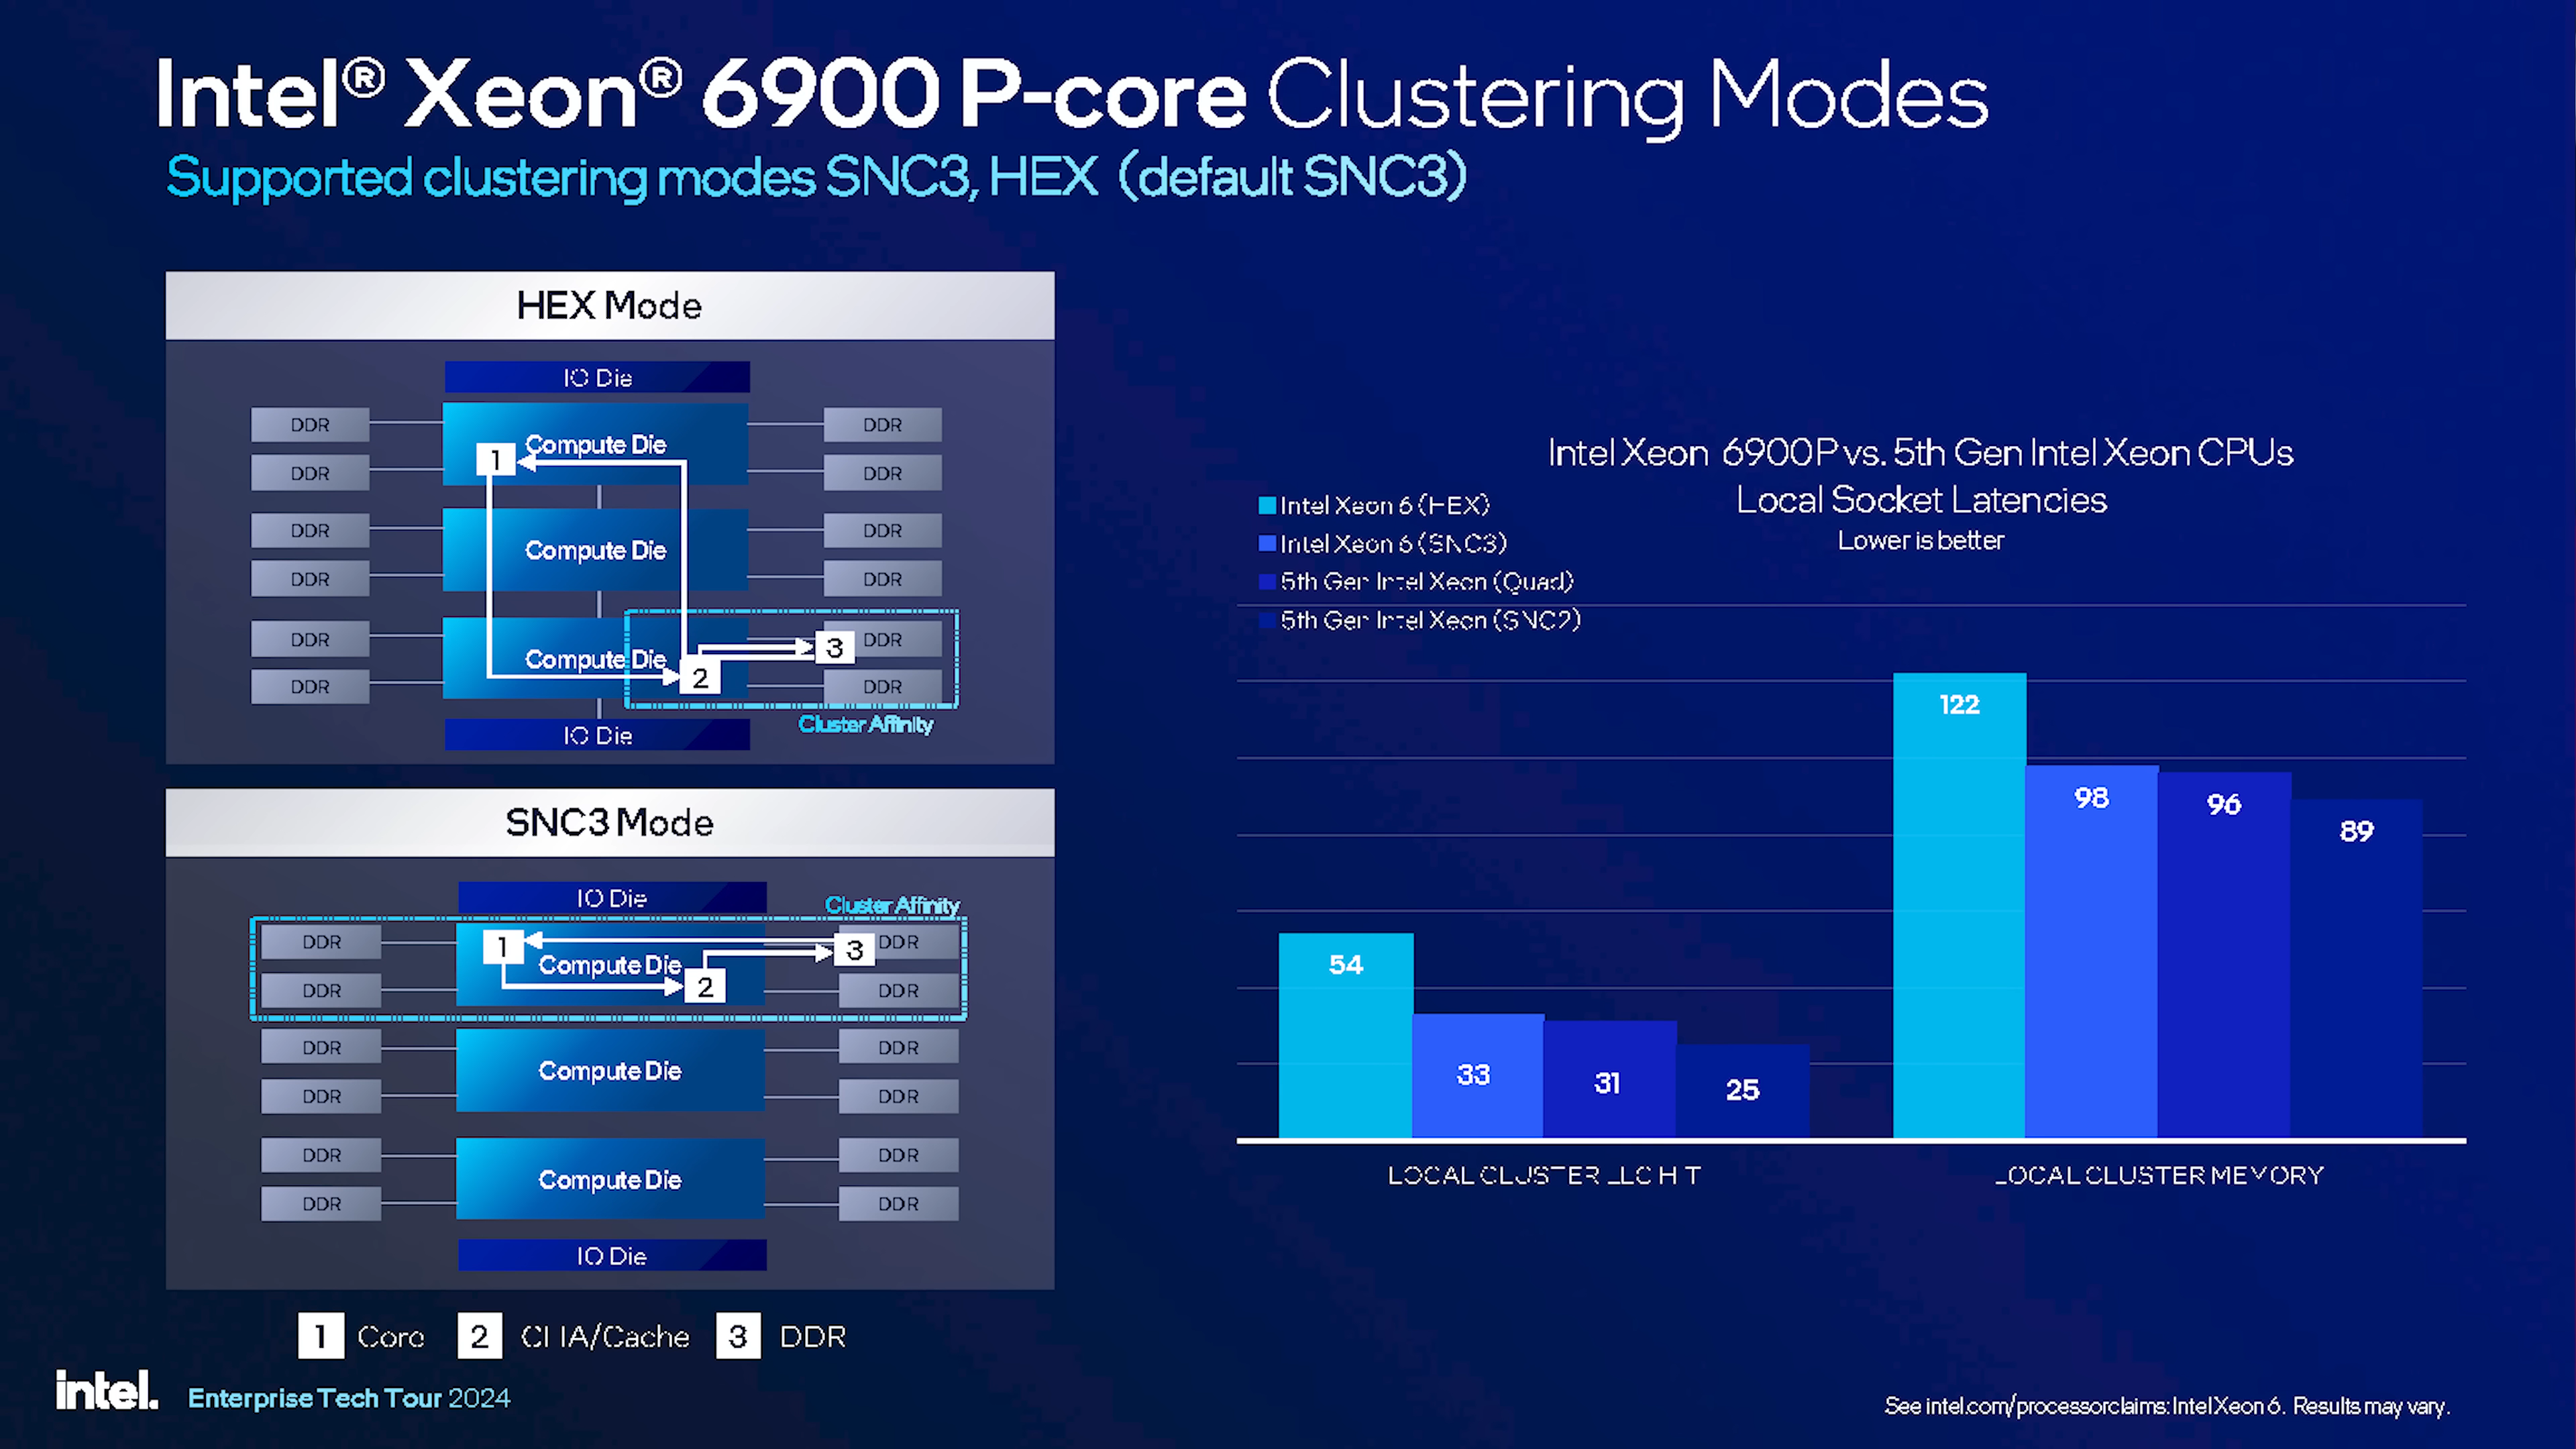 Intel® Xeon® 6900 P-core Clustering Modes
Supported clustering modes SNC3, HEX (default SNC3)
HEX Mode
IO Die
DDR
DDR
Compute Die
1
DDR
DDR
DDR
DDR
Compute Die
DDR
DDR
DDR
DDR
Compute Die
2
3
DDR
DDR
Cluster Affinity
IO Die
SNC3 Mode
IO Die
Cluster Affinity
DDR
DDR
1
Compute Die
2
3
DDR
DDR
DDR
DDR
Compute Die
DDR
DDR
DDR
DDR
Compute Die
DDR
DDR
IO Die
1 Core 2 CHA/Cache 3 DDR
Intel Xeon 6900P vs. 5th Gen Intel Xeon CPUs
Local Socket Latencies
Lower is better
Intel Xeon 6 (HEX)
Intel Xeon 6 (SNC3)
5th Gen Intel Xeon (Quad)
5th Gen Intel Xeon (SNC2)
54
33
31
25
122
98
96
89
LOCAL CLUSTER LLC HIT
LOCAL CLUSTER MEMORY
intel. Enterprise Tech Tour 2024
See intel.com/processorclaims: Intel Xeon 6. Results may vary.